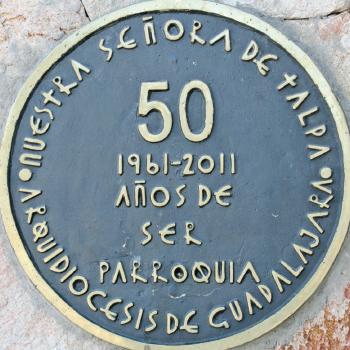 NUESTRA SEÑORA DE TALPA
50
1961-2011
AÑOS DE
SER
PARROQUIA
ARQUIDIOCESIS DE GUADALAJARA